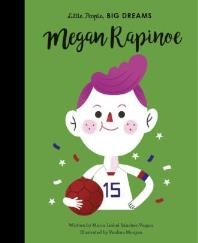 Little People, BIG DREAMS
Megan Rapinoe
15
Written by Maria Isabel Sánchez Vegara
Illustrated by Paulina Morgan